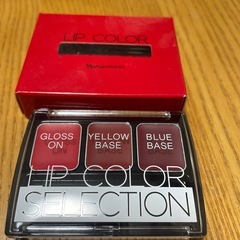 LIP COLOR
GLOSS
ON
YELLOW
BASE
BLUE
BASE
LIP COLOR
SELECTION